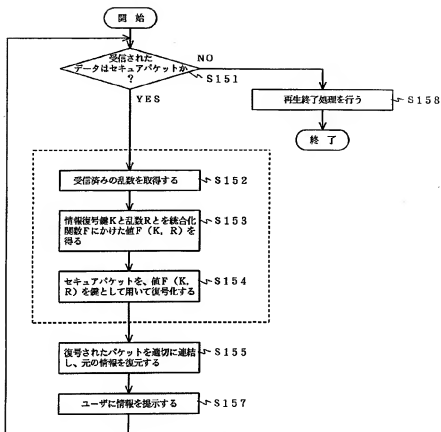 開 始
受信された
データはセキュアパケットか
?
S151
NO
YES
再生終了処理を行う
S158
終 了
受信済みの乱数を取得する
S152
情報復号鍵Kと乱数Rとを統合化
関数Fにかけた値F(K,R)を
得る
S153
セキュアパケットを、値F(K,
R)を鍵として用いて復号化する
S154
復号されたパケットを適切に連結
し、元の情報を復元する
S155
ユーザに情報を提示する
S157